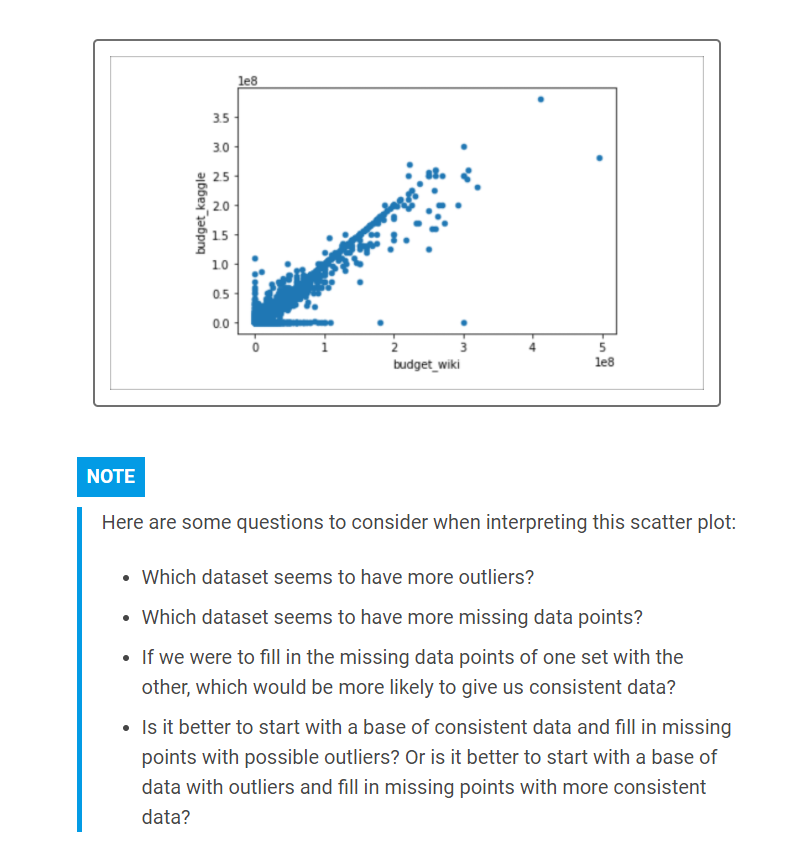 1e8
3.5
3.0
2.5
2.0
1.5
1.0
0.5
0.0
budget_kaggle
0 1 2 3 4 5
budget_wiki
1e8
NOTE
Here are some questions to consider when interpreting this scatter plot:
• Which dataset seems to have more outliers?
• Which dataset seems to have more missing data points?
• If we were to fill in the missing data points of one set with the
other, which would be more likely to give us consistent data?
• Is it better to start with a base of consistent data and fill in missing
points with possible outliers? Or is it better to start with a base of
data with outliers and fill in missing points with more consistent
data?